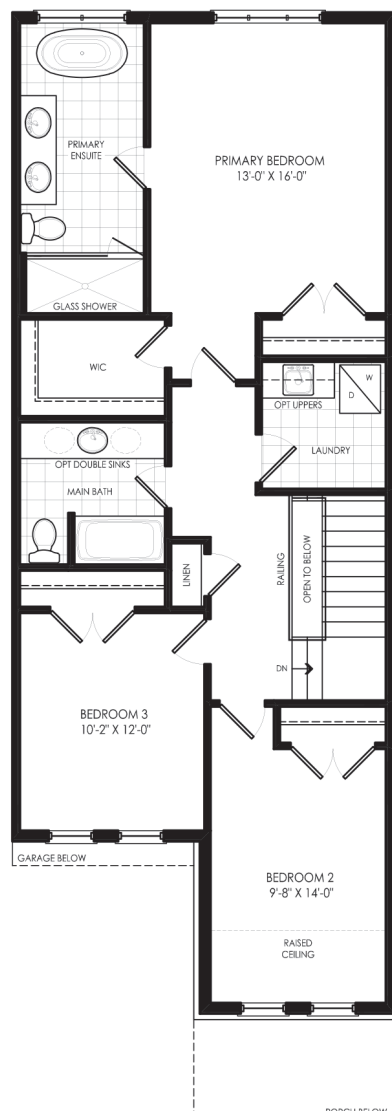 PRIMARY
ENSUITE
PRIMARY BEDROOM
13'-0" X 16'-0"
GLASS SHOWER
WIC
OPT UPPERS
W
D
LAUNDRY
OPT DOUBLE SINKS
MAIN BATH
LINEN
RAILING
OPEN TO BELOW
DN
BEDROOM 3
10'-2" X 12'-0"
GARAGE BELOW
BEDROOM 2
9'-8" X 14'-0"
RAISED
CEILING
PORCH BELOW